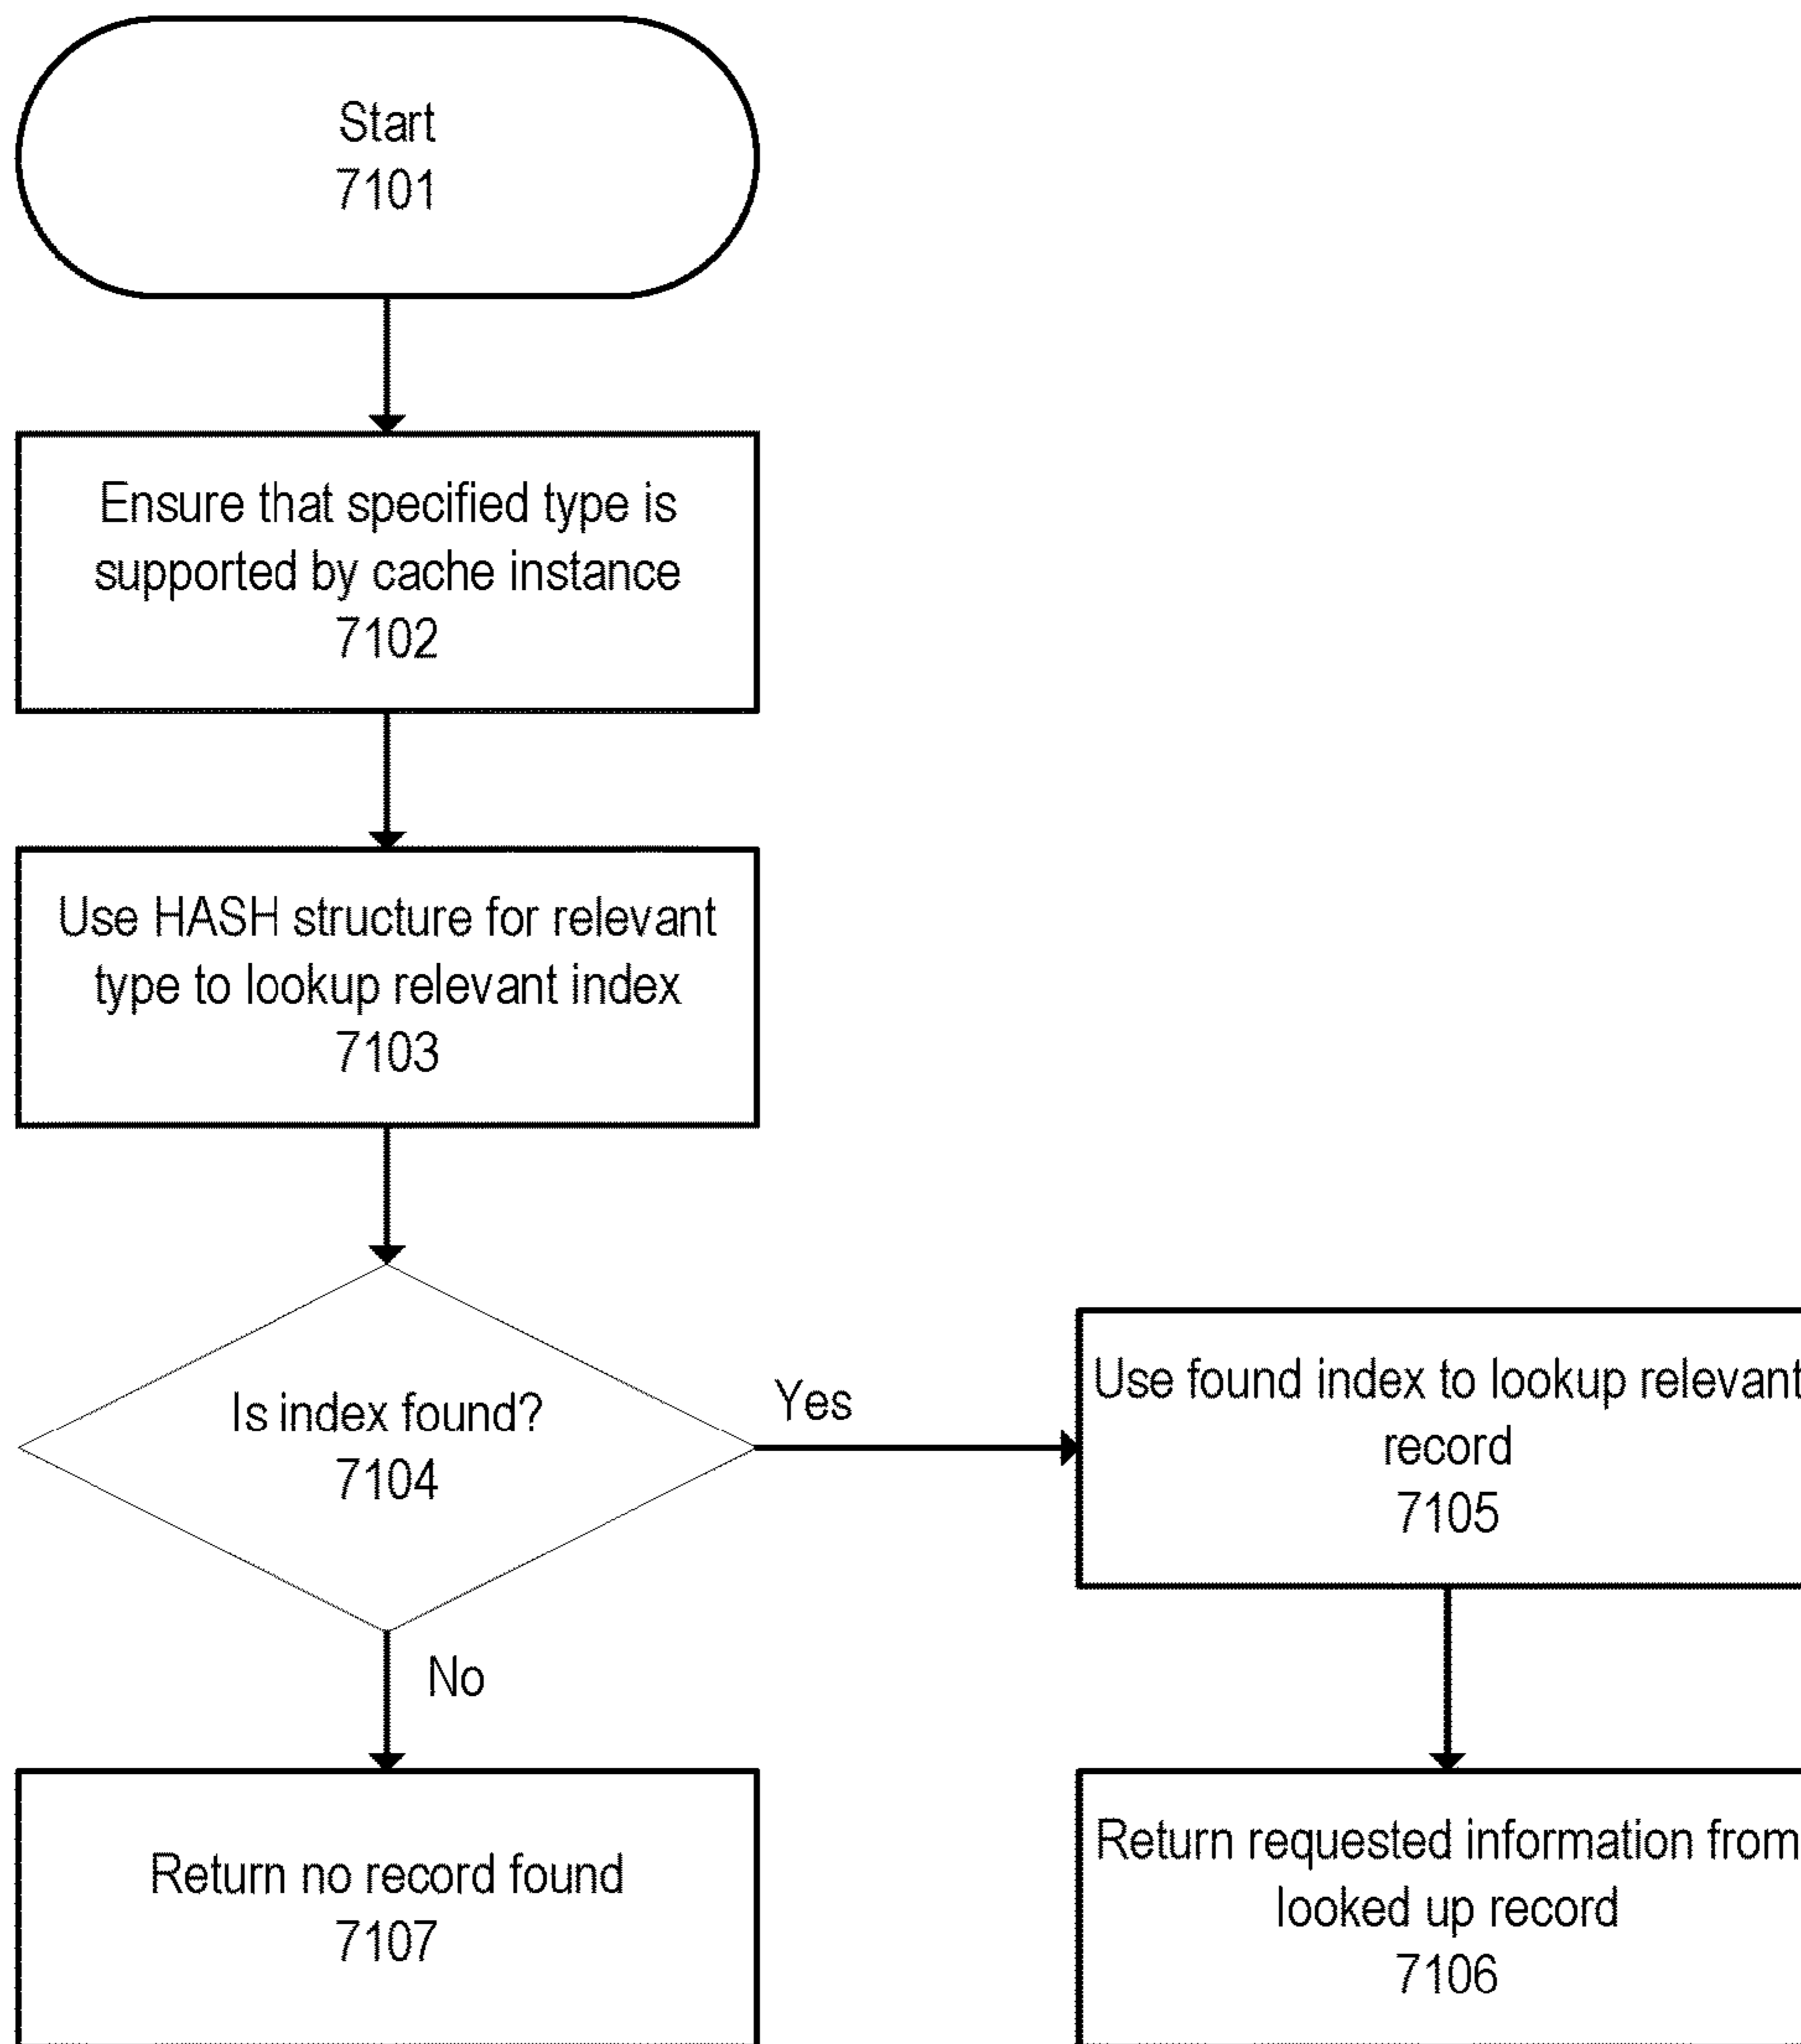 Start
7101
Ensure that specified type is
supported by cache instance
7102
Use HASH structure for relevant
type to lookup relevant index
7103
Is index found?
7104
Yes
Use found index to lookup relevant
record
7105
No
Return no record found
7107
Return requested information from
looked up record
7106